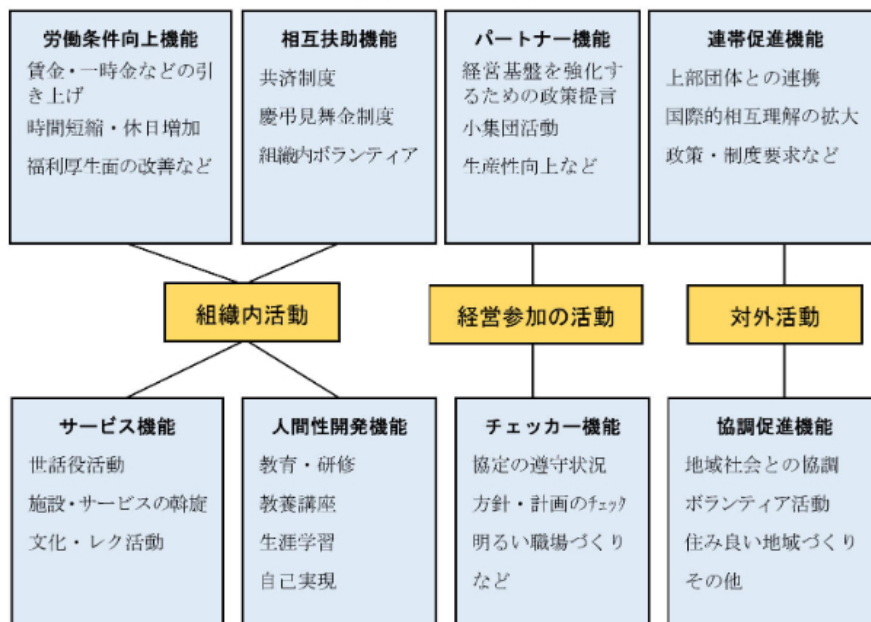 労働条件向上機能
賃金・一時金などの引
き上げ
時間短縮・休日増加
福利厚生面の改善など
相互扶助機能
共済制度
慶弔見舞金制度
組織内ボランティア
パートナー機能
経営基盤を強化す
るための政策提言
小集団活動
生産性向上など
連帯促進機能
上部団体との連携
国際的相互理解の拡大
政策・制度要求など
組織内活動
経営参加の活動
対外活動
サービス機能
世話役活動
施設・サービスの斡旋
文化・レク活動
人間性開発機能
教育・研修
教養講座
生涯学習
自己実現
チェッカー機能
協定の遵守状況
方針・計画のチェック
明るい職場づくり
など
協調促進機能
地域社会との協調
ボランティア活動
住み良い地域づくり
その他